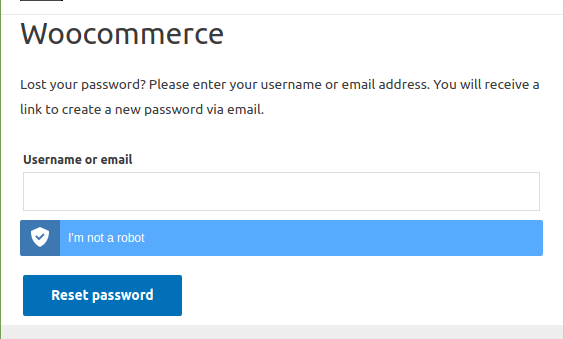 Woocommerce
Lost your password? Please enter your username or email address. You will receive a
link to create a new password via email.
Username or email
I'm not a robot
Reset password